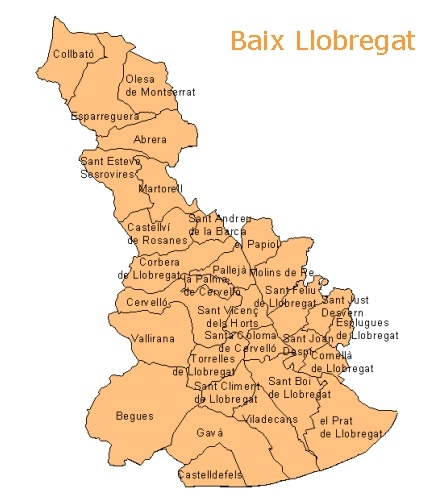 Baix Llobregat
Collbató
Olesa
de Montserrat
Esparreguera
Abrera
Sant Esteve
Sesrovires
Martorell
Castellví
de Rosanes
Sant Andreu
de la Barca
el Papiol
Corbera
de Llobregat
la Palma
de Cervelló
Pallejà
Molins de Re
Cervelló
Sant Vicenç
dels Horts
Sant Feliu
de Llobregat
Sant Just
Desvern
Esplugues
de Llobregat
Vallirana
Santa Coloma
de Cervelló
Sant Joan
Despí
Cornellà
de Llobregat
Torrelles
de Llobregat
Sant Climent
de Llobregat
Sant Boi
de Llobregat
Begues
Viladecans
el Prat
de Llobregat
Gavà
Castelldefels